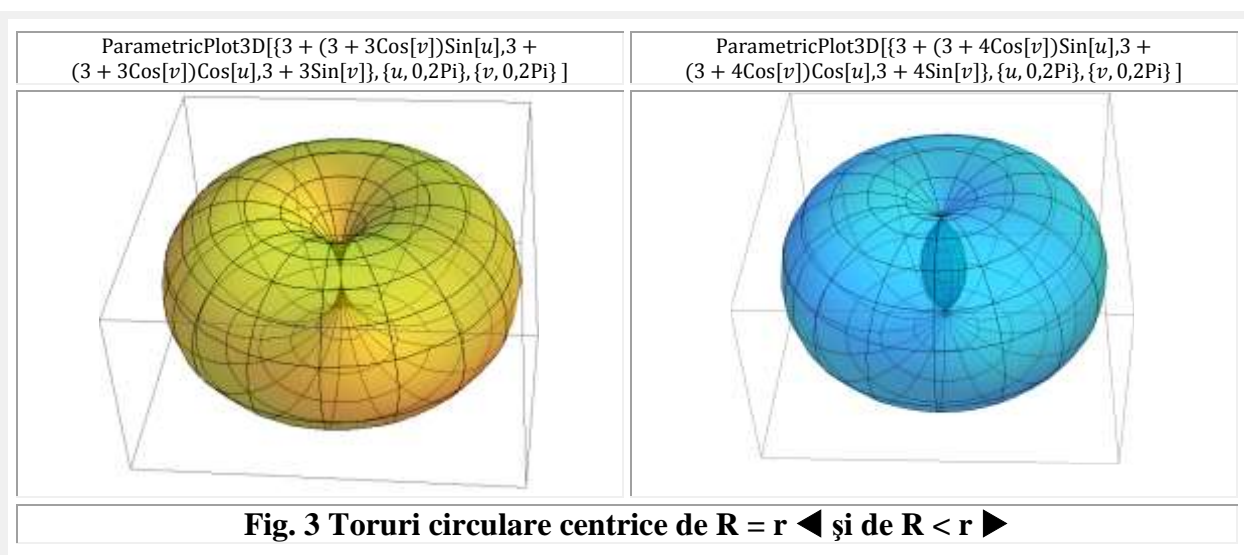 ParametricPlot3D[{3 + (3 + 3Cos[𝑣])Sin[𝑢],3 +
(3 + 3Cos[𝑣])Cos[𝑢],3 + 3Sin[𝑣]}, {𝑢, 0,2Pi}, {𝑣, 0,2Pi} ]
ParametricPlot3D[{3 + (3 + 4Cos[𝑣])Sin[𝑢],3 +
(3 + 4Cos[𝑣])Cos[𝑢],3 + 4Sin[𝑣]}, {𝑢, 0,2Pi}, {𝑣, 0,2Pi} ]
Fig. 3 Toruri circulare centrice de R = r ◄ şi de R < r ►